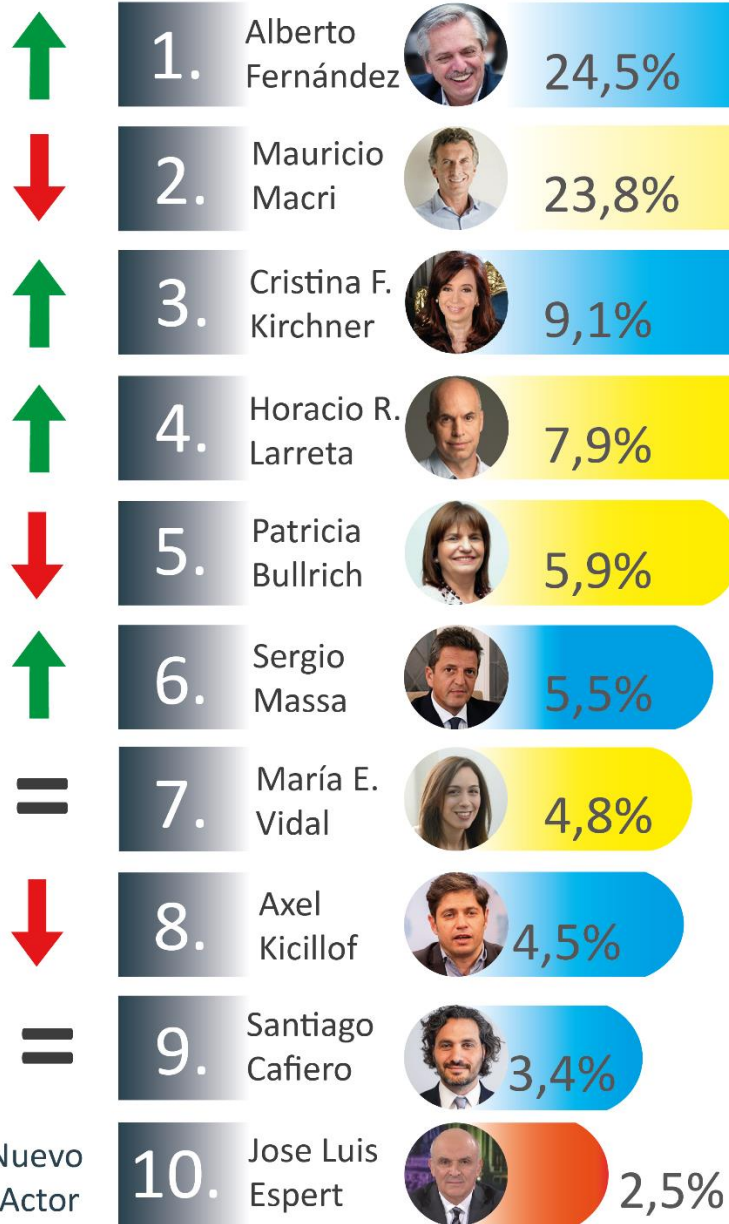 1.
Alberto
Fernández
24,5%
2.
Mauricio
Macri
23,8%
3.
Cristina F.
Kirchner
9,1%
4.
Horacio R.
Larreta
7,9%
5.
Patricia
Bullrich
5,9%
6.
Sergio
Massa
5,5%
=
7.
María E.
Vidal
4,8%
8.
Axel
Kicillof
4,5%
=
9.
Santiago
Cafiero
3,4%
Nuevo
Actor
10.
Jose Luis
Espert
2,5%